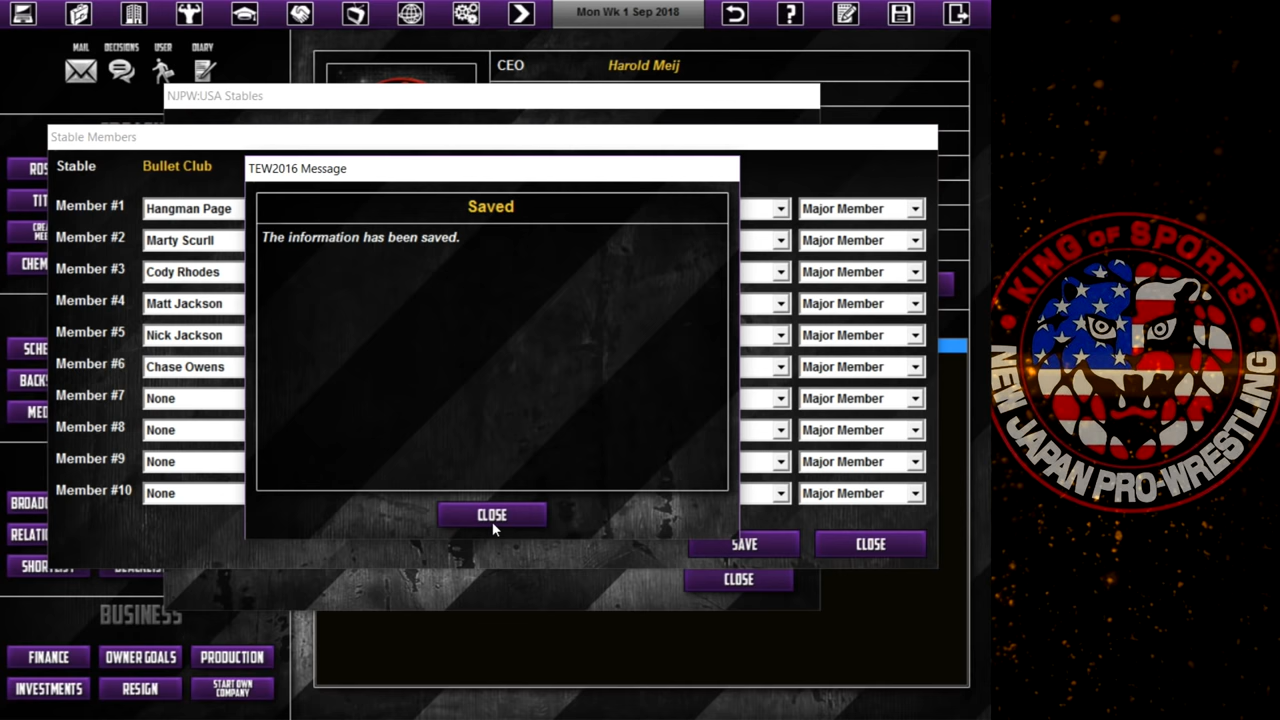 Mon Wk 1 Sep 2018
MAIL DECISIONS USER DIARY
CEO Harold Meij
NJPW:USA Stables
Stable Members
Stable Bullet Club
TEW2016 Message
Saved
The information has been saved.
Member #1 Hangman Page Major Member
Member #2 Marty Scurll Major Member
Member #3 Cody Rhodes Major Member
Member #4 Matt Jackson Major Member
Member #5 Nick Jackson Major Member
Member #6 Chase Owens Major Member
Member #7 None Major Member
Member #8 None Major Member
Member #9 None Major Member
Member #10 None Major Member
CLOSE
SAVE CLOSE
CLOSE
BUSINESS
FINANCE OWNER GOALS PRODUCTION
INVESTMENTS RESIGN START OWN COMPANY
KING OF SPORTS
NEW JAPAN PRO-WRESTLING